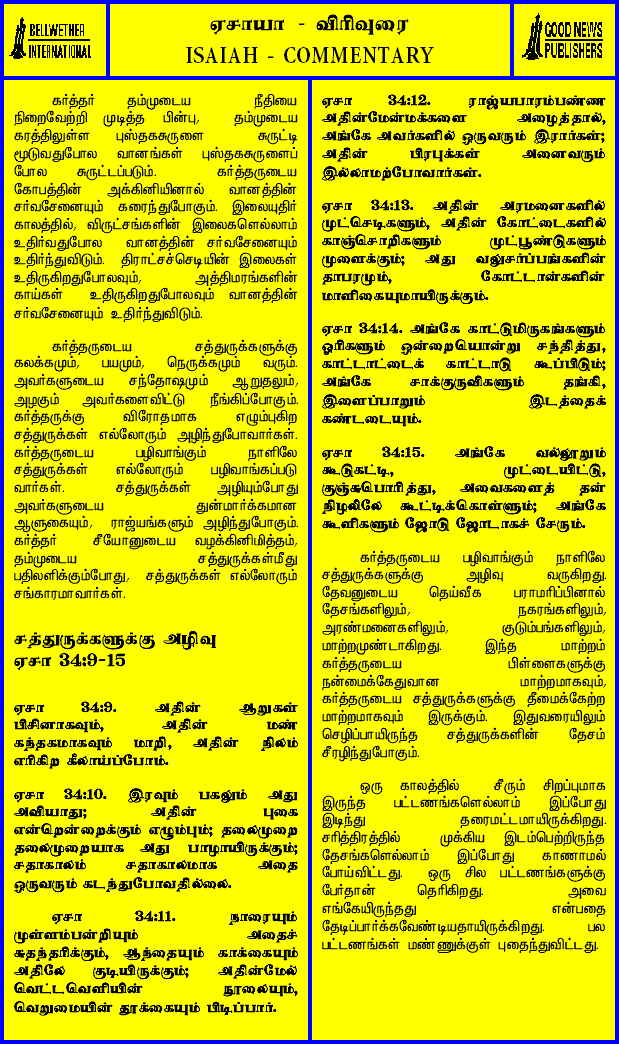 BELLWETHER
INTERNATIONAL
ஏசாயா - விரிவுரை
ISAIAH - COMMENTARY
GOOD NEWS
PUBLISHERS
கர்த்தர் தம்முடைய நீதியை
நிறைவேற்றி முடித்த பின்பு, தம்முடைய
கரத்திலுள்ள புஸ்தகசுருளை சுருட்டி
மூடுவதுபோல வானங்கள் புஸ்தகசுருளைப்
போல சுருட்டப்படும். கர்த்தருடைய
கோபத்தின் அக்கினியினால் வானத்தின்
சர்வசேனையும் கரைந்துபோகும். இலையுதிர்
காலத்தில், விருட்சங்களின் இலைகளெல்லாம்
உதிர்வதுபோல வானத்தின் சர்வசேனையும்
உதிர்ந்துவிடும். திராட்சச்செடியின் இலைகள்
உதிருகிறதுபோலவும், அத்திமரங்களின்
காய்கள் உதிருகிறதுபோலவும் வானத்தின்
சர்வசேனையும் உதிர்ந்துவிடும்.
கர்த்தருடைய சத்துருக்களுக்கு
கலக்கமும், பயமும், நெருக்கமும் வரும்.
அவர்களுடைய சந்தோஷமும் ஆறுதலும்,
அழகும் அவர்களைவிட்டு நீங்கிப்போகும்.
கர்த்தருக்கு விரோதமாக எழும்புகிற
சத்துருக்கள் எல்லோரும் அழிந்துபோவார்கள்.
கர்த்தருடைய பழிவாங்கும் நாளிலே
சத்துருக்கள் எல்லோரும் பழிவாங்கப்படு
வார்கள். சத்துருக்கள் அழியும்போது
அவர்களுடைய துன்மார்க்கமான
ஆளுகையும், ராஜ்யங்களும் அழிந்துபோகும்.
கர்த்தர் சீயோனுடைய வழக்கினிமித்தம்,
தம்முடைய சத்துருக்கள்மீது
பதிலளிக்கும்போது, சத்துருக்கள் எல்லோரும்
சங்காரமாவார்கள்.
சத்துருக்களுக்கு அழிவு
ஏசா 34:9-15
ஏசா 34:9. அதின் ஆறுகள்
பிசினாகவும், அதின் மண்
கந்தகமாகவும் மாறி, அதின் நிலம்
எரிகிற கீலாய்ப்போம்.
ஏசா 34:10. இரவும் பகலும் அது
அவியாது; அதின் புகை
என்றென்றைக்கும் எழும்பும்; தலைமுறை
தலைமுறையாக அது பாழாயிருக்கும்;
சதாகாலம் சதாகாலமாக அதை
ஒருவரும் கடந்துபோவதில்லை.
ஏசா 34:11. நாரையும்
முள்ளம்பன்றியும் அதைச்
சுதந்தரிக்கும், ஆந்தையும் காக்கையும்
அதிலே குடியிருக்கும்; அதின்மேல்
வெட்டவெளியின் நூலையும்,
வெறுமையின் தூக்கையும் பிடிப்பார்.
ஏசா 34:12. ராஜ்யபாரம்பண்ண
அதின்மேன்மக்களை அழைத்தால்,
அங்கே அவர்களில் ஒருவரும் இரார்கள்;
அதின் பிரபுக்கள் அனைவரும்
இல்லாமற்போவார்கள்.
ஏசா 34:13. அதின் அரமனைகளில்
முட்செடிகளும், அதின் கோட்டைகளில்
காஞ்சொறிகளும் முட்பூண்டுகளும்
முளைக்கும்; அது வலுசர்ப்பங்களின்
தாபரமும், கோட்டான்களின்
மாளிகையுமாயிருக்கும்.
ஏசா 34:14. அங்கே காட்டுமிருகங்களும்
ஓரிகளும் ஒன்றையொன்று சந்தித்து,
காட்டாட்டைக் காட்டாடு கூப்பிடும்;
அங்கே சாக்குருவிகளும் தங்கி,
இளைப்பாறும் இடத்தைக்
கண்டடையும்.
ஏசா 34:15. அங்கே வல்லூறும்
கூடுகட்டி, முட்டையிட்டு,
குஞ்சுபொரித்து, அவைகளைத் தன்
நிழலிலே கூட்டிக்கொள்ளும்; அங்கே
கூளிகளும் ஜோடு ஜோடாகச் சேரும்.
கர்த்தருடைய பழிவாங்கும் நாளிலே
சத்துருக்களுக்கு அழிவு வருகிறது.
தேவனுடைய தெய்வீக பராமரிப்பினால்
தேசங்களிலும், நகரங்களிலும்,
அரண்மனைகளிலும், குடும்பங்களிலும்,
மாற்றமுண்டாகிறது. இந்த மாற்றம்
கர்த்தருடைய பிள்ளைகளுக்கு
நன்மைக்கேதுவான மாற்றமாகவும்,
கர்த்தருடைய சத்துருக்களுக்கு தீமைக்கேற்ற
மாற்றமாகவும் இருக்கும். இதுவரையிலும்
செழிப்பாயிருந்த சத்துருக்களின் தேசம்
சீரழிந்துபோகும்.
ஒரு காலத்தில் சீரும் சிறப்புமாக
இருந்த பட்டணங்களெல்லாம் இப்போது
இடிந்து தரைமட்டமாயிருக்கிறது.
சரித்திரத்தில் முக்கிய இடம்பெற்றிருந்த
தேசங்களெல்லாம் இப்போது காணாமல்
போய்விட்டது. ஒரு சில பட்டணங்களுக்கு
பேர்தான் தெரிகிறது. அவை
எங்கேயிருந்தது என்பதை
தேடிப்பார்க்கவேண்டியதாயிருக்கிறது. பல
பட்டணங்கள் மண்ணுக்குள் புதைந்துவிட்டது.